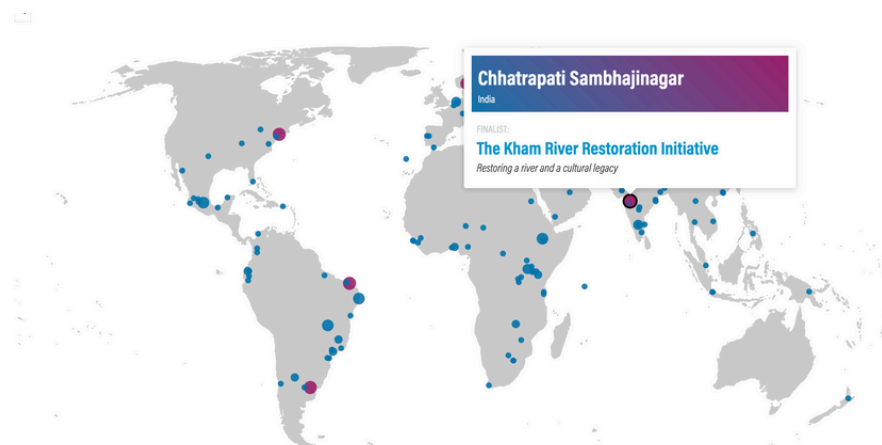 Chhatrapati Sambhajinagar
India
FINALIST:
The Kham River Restoration Initiative
Restoring a river and a cultural legacy